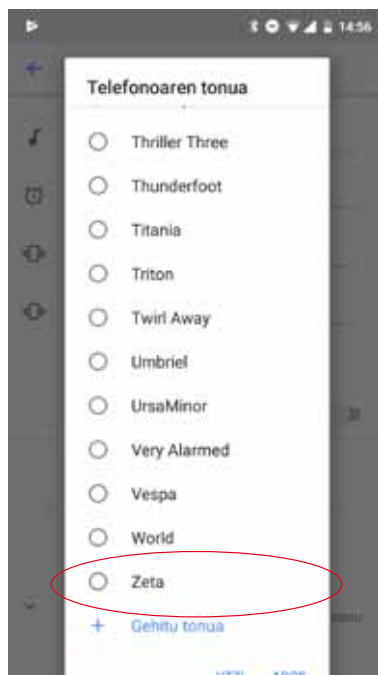 14:56
Telefonoaren tonua
Thriller Three
Thunderfoot
Titania
Triton
Twirl Away
Umbriel
UrsaMinor
Very Alarmed
Vespa
World
Zeta
+ Gehitu tonua